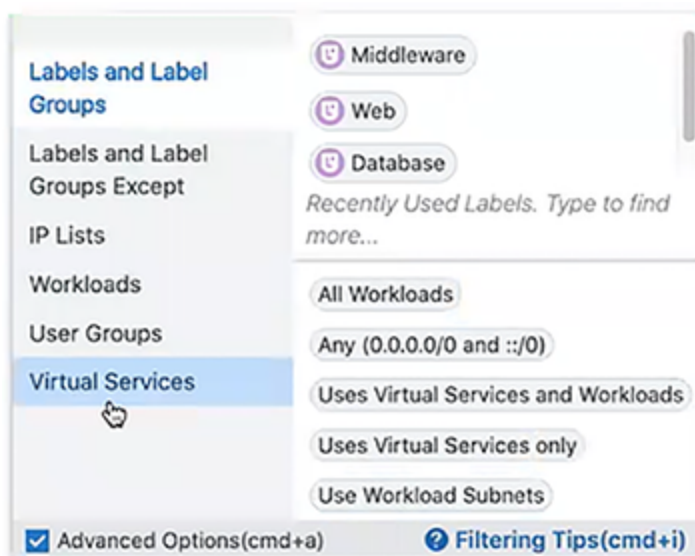 Labels and Label
Groups
Labels and Label
Groups Except
IP Lists
Workloads
User Groups
Virtual Services
Middleware
Web
Database
Recently Used Labels. Type to find
more...
All Workloads
Any (0.0.0.0/0 and ::/0)
Uses Virtual Services and Workloads
Uses Virtual Services only
Use Workload Subnets
Advanced Options(cmd+a)
Filtering Tips(cmd+i)